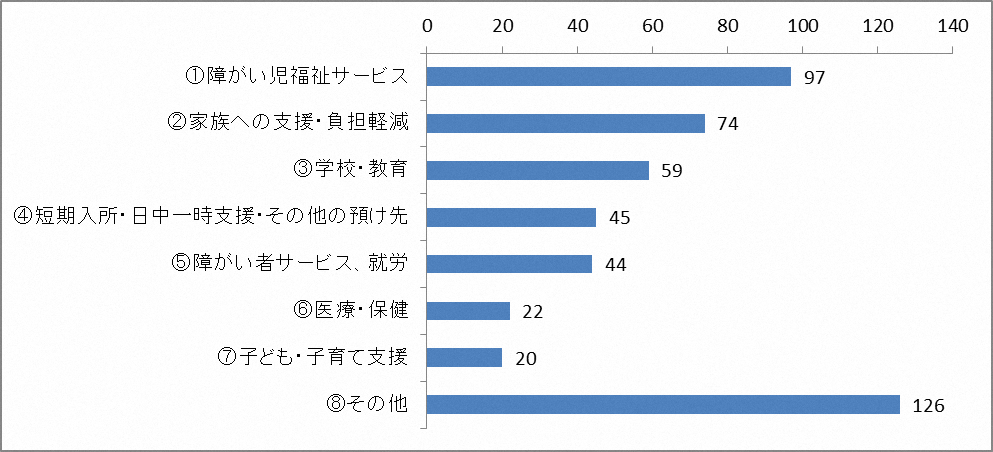 0 20 40 60 80 100 120 140
①障がい児福祉サービス 97
②家族への支援・負担軽減 74
③学校・教育 59
④短期入所・日中一時支援・その他の預け先 45
⑤障がい者サービス、就労 44
⑥医療・保健 22
⑦子ども・子育て支援 20
⑧その他 126